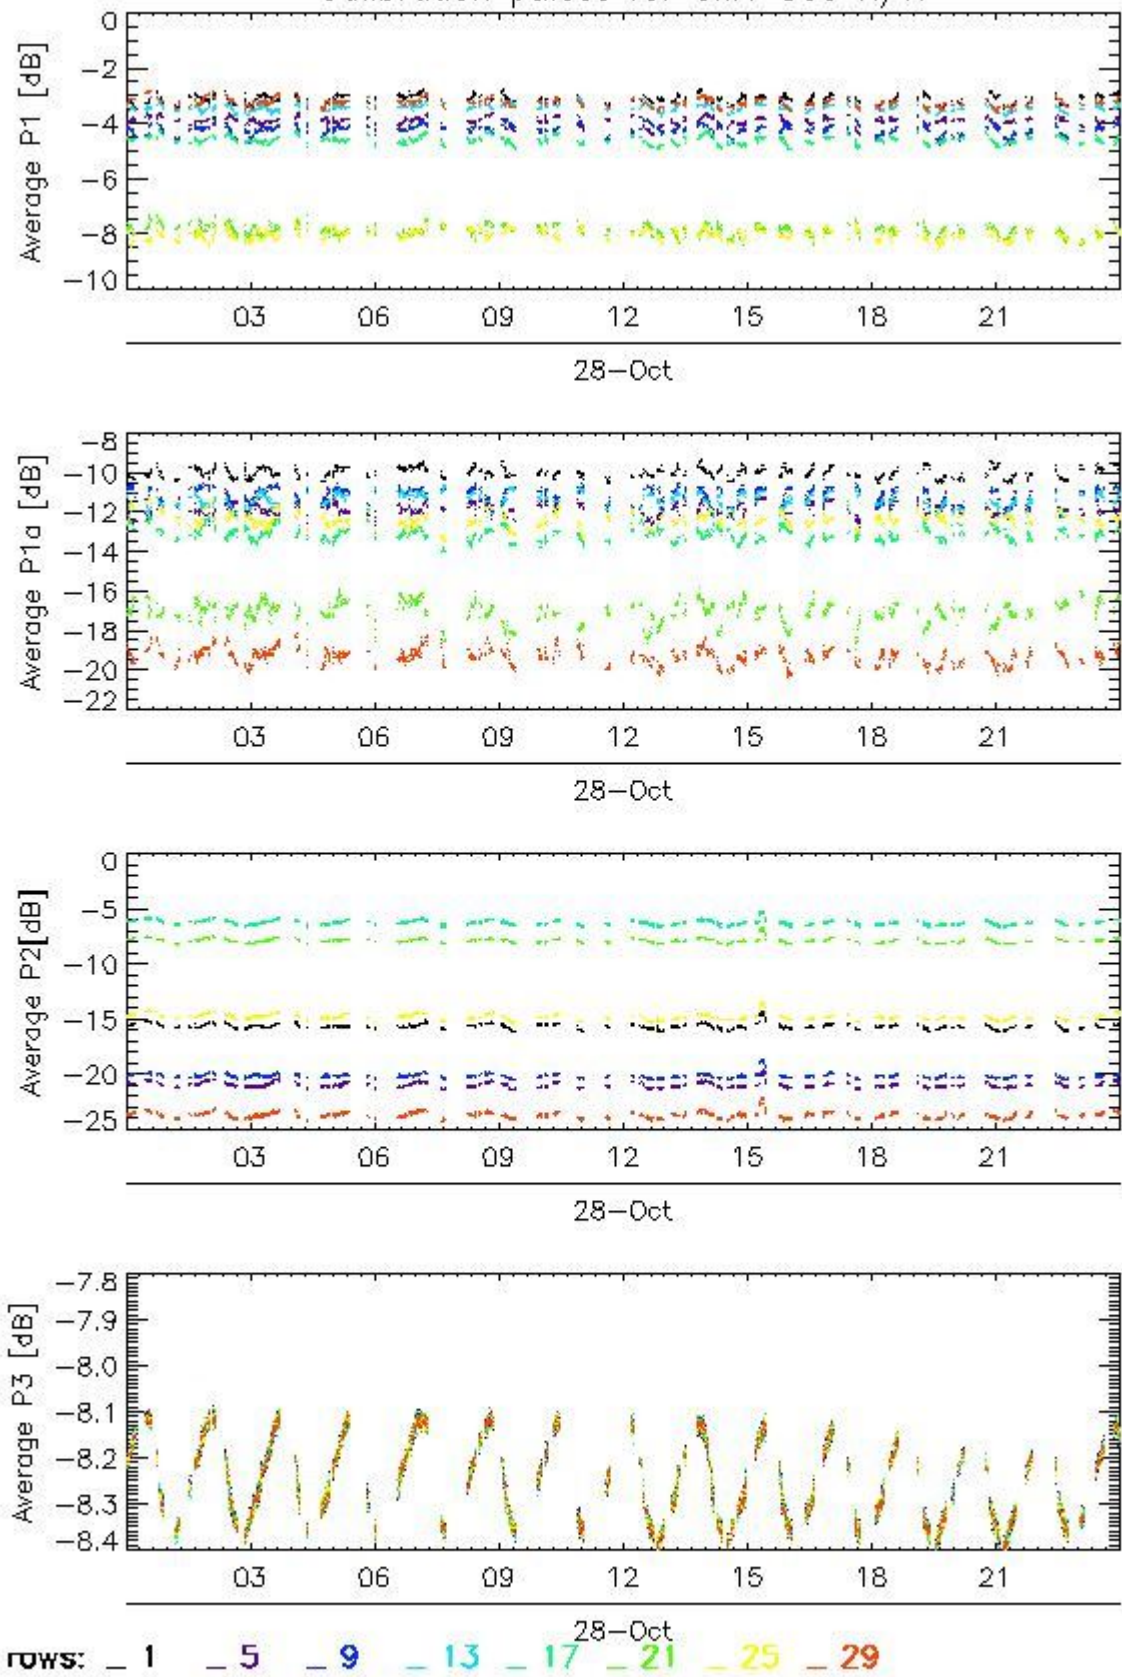 0
−2
−4
−6
−8
−10
Average P1 [dB]
03 06 09 12 15 18 21
28−Oct
−8
−10
−12
−14
−16
−18
−20
−22
Average P1a [dB]
03 06 09 12 15 18 21
28−Oct
0
−5
−10
−15
−20
−25
Average P2[dB]
03 06 09 12 15 18 21
28−Oct
−7.8
−7.9
−8.0
−8.1
−8.2
−8.3
−8.4
Average P3 [dB]
03 06 09 12 15 18 21
28−Oct
rows: _ 1 _ 5 _ 9 _ 13 _ 17 _ 21 _ 25 _ 29